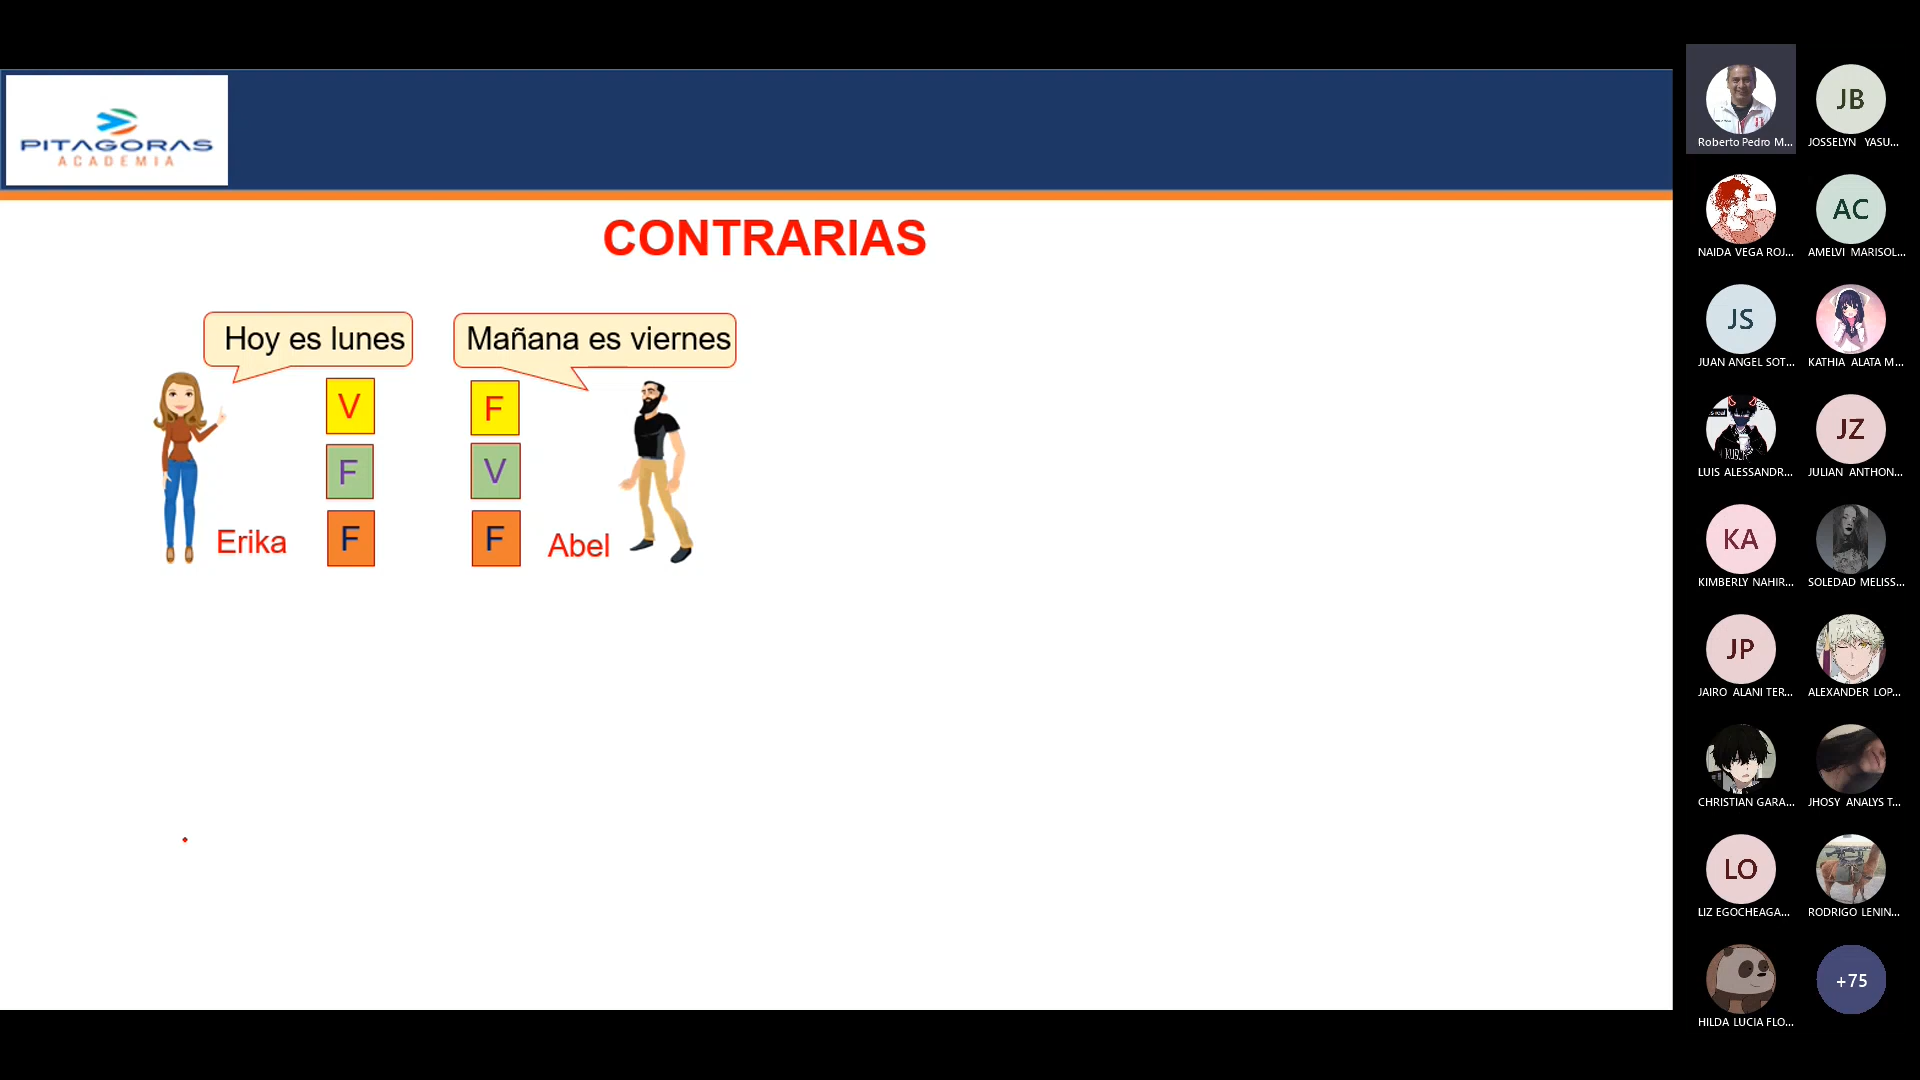 PITAGORAS
ACADEMIA
CONTRARIAS
Hoy es lunes
Mañana es viernes
V F
F V
Erika F F Abel
Roberto Pedro M...
JB
JOSSELYN YASU...
NAIDA VEGA ROJ...
AC
AMELVI MARISOL...
JS
JUAN ANGEL SOT...
KATHIA ALATA M...
LUIS ALESSANDR...
JZ
JULIAN ANTHON...
KA
KIMBERLY NAHIR...
SOLEDAD MELISS...
JP
JAIRO ALANI TER...
ALEXANDER LOP...
CHRISTIAN GARA...
JHOSY ANALYS T...
LO
LIZ EGOCHEAGA...
RODRIGO LENIN...
HILDA LUCIA FLO...
+75